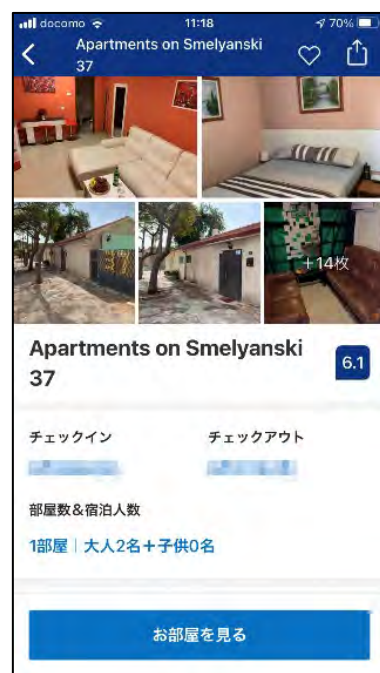 docomo 11:18 70%
Apartments on Smelyanski
37
+14枚
Apartments on Smelyanski
37
6.1
チェックイン チェックアウト
部屋数&宿泊人数
1部屋 | 大人2名+子供0名
お部屋を見る